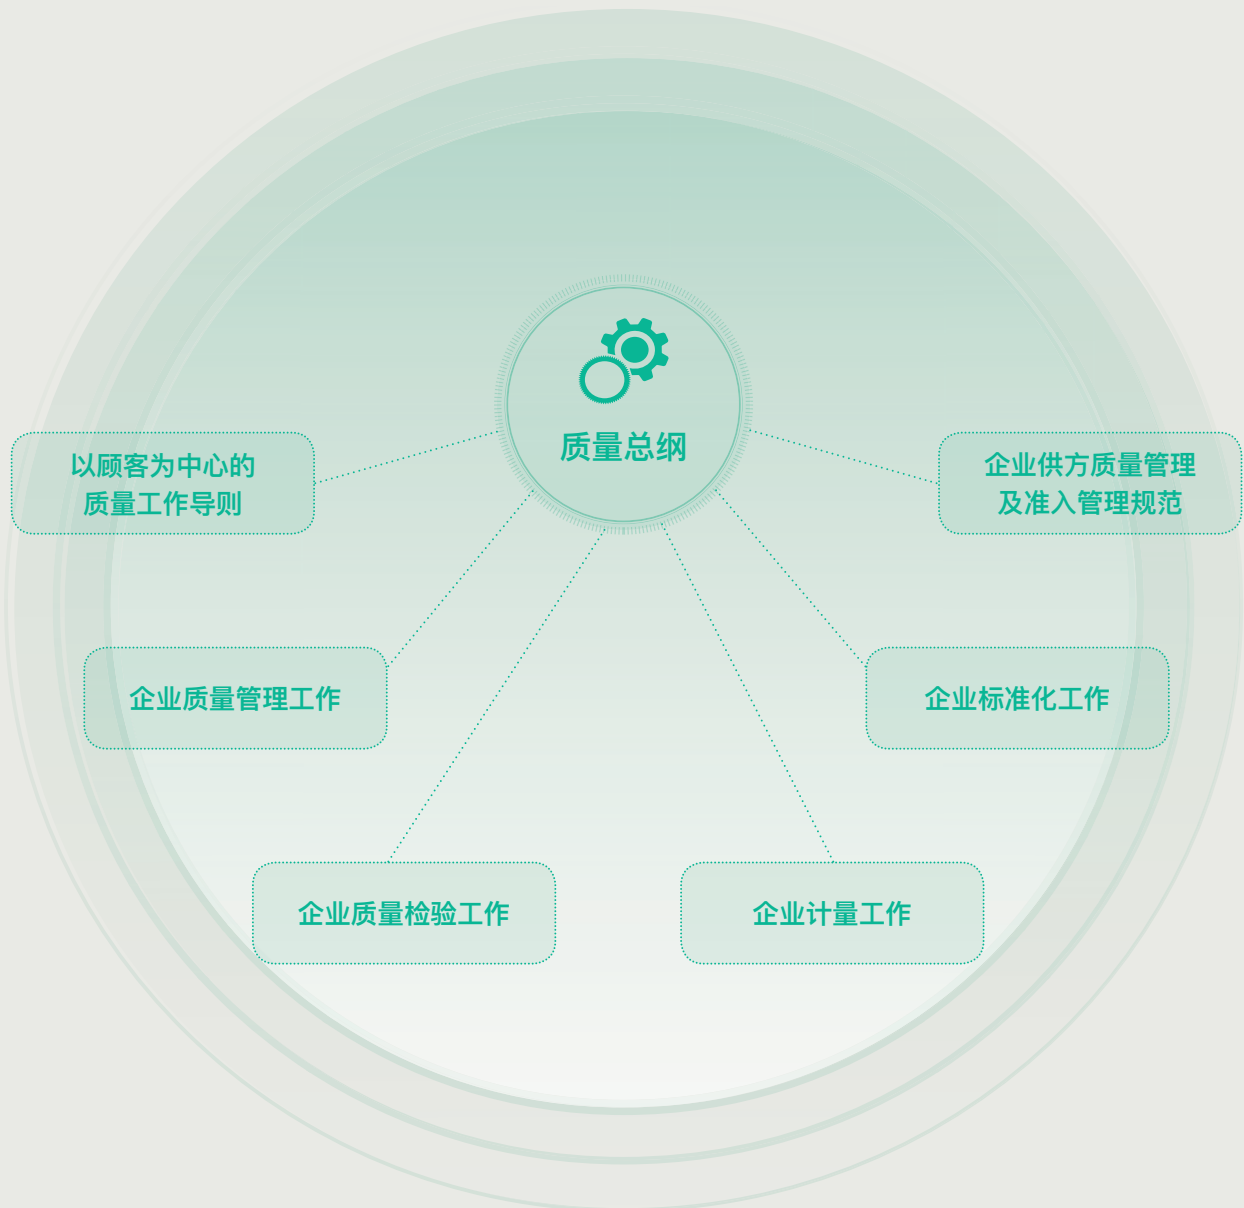 质量总纲
以顾客为中心的
质量工作导则
企业供方质量管理
及准入管理规范
企业质量管理工作
企业标准化工作
企业质量检验工作
企业计量工作